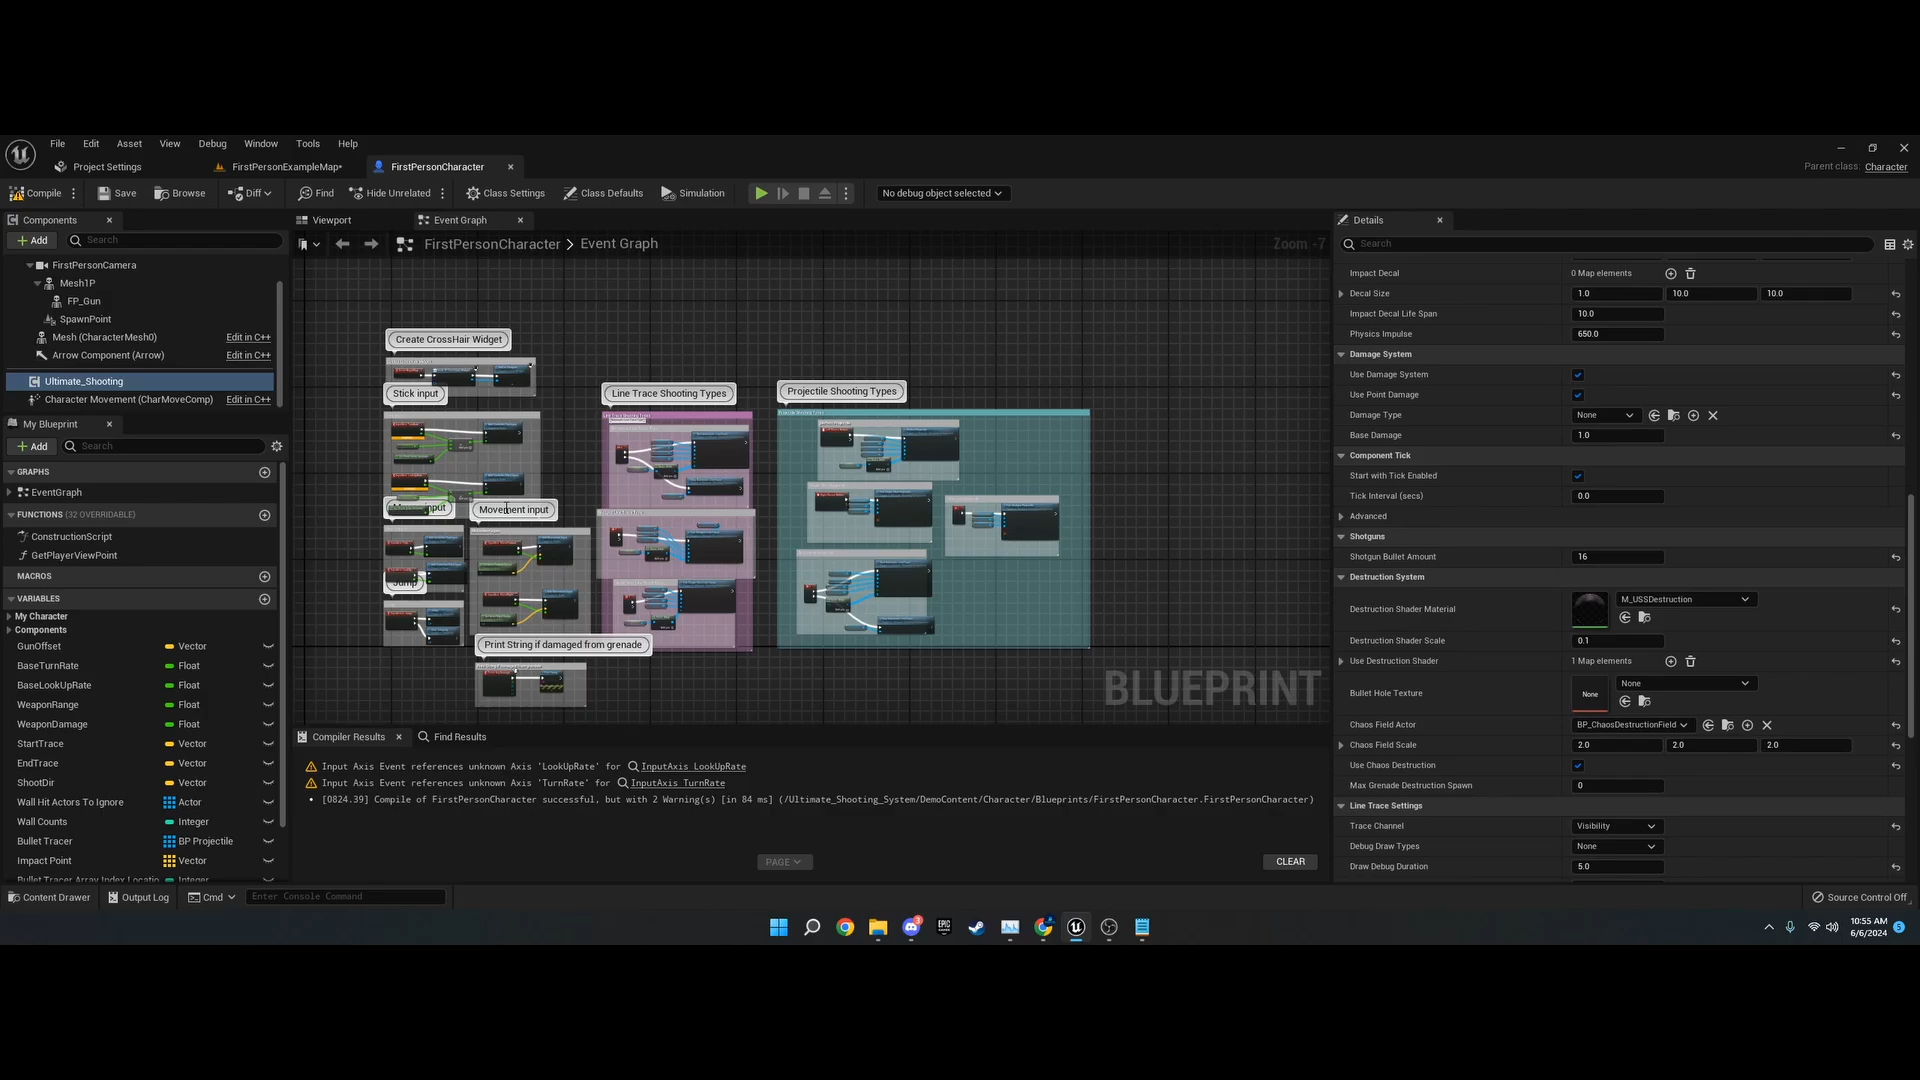 File Edit Asset View Debug Window Tools Help
Project Settings FirstPersonExampleMap* FirstPersonCharacter Parent class: Character
Compile Save Browse Diff Find Hide Unrelated Class Settings Class Defaults Simulation No debug object selected
Components
Add Search
FirstPersonCamera
Mesh1P
FP_Gun
SpawnPoint
Mesh (CharacterMesh0) Edit in C++
Arrow Component (Arrow) Edit in C++
Ultimate_Shooting
Character Movement (CharMoveComp) Edit in C++
My Blueprint
Add Search
GRAPHS
EventGraph
FUNCTIONS (32 OVERRIDABLE)
ConstructionScript
GetPlayerViewPoint
MACROS
VARIABLES
My Character
Components
GunOffset Vector
BaseTurnRate Float
BaseLookUpRate Float
WeaponRange Float
WeaponDamage Float
StartTrace Vector
EndTrace Vector
ShootDir Vector
Wall Hit Actors To Ignore Actor
Wall Counts Integer
Bullet Tracer BP Projectile
Impact Point Vector
Bullet Tracer Array Index Locatio Integer
Viewport Event Graph
FirstPersonCharacter > Event Graph Zoom -7
Create CrossHair Widget
Stick input
Line Trace Shooting Types
Projectile Shooting Types
input
Movement input
Jump
Print String if damaged from grenade
BLUEPRINT
Compiler Results Find Results
Input Axis Event references unknown Axis 'LookUpRate' for InputAxis LookUpRate
Input Axis Event references unknown Axis 'TurnRate' for InputAxis TurnRate
[0824.39] Compile of FirstPersonCharacter successful, but with 2 Warning(s) [in 84 ms] (/Ultimate_Shooting_System/DemoContent/Character/Blueprints/FirstPersonCharacter.FirstPersonCharacter)
PAGE CLEAR
Details
Search
Impact Decal 0 Map elements
Decal Size 1.0 10.0 10.0
Impact Decal Life Span 10.0
Physics Impulse 650.0
Damage System
Use Damage System
Use Point Damage
Damage Type None
Base Damage 1.0
Component Tick
Start with Tick Enabled
Tick Interval (secs) 0.0
Advanced
Shotguns
Shotgun Bullet Amount 16
Destruction System
Destruction Shader Material M_USSDestruction
Destruction Shader Scale 0.1
Use Destruction Shader 1 Map elements
Bullet Hole Texture None None
Chaos Field Actor BP_ChaosDestructionField
Chaos Field Scale 2.0 2.0 2.0
Use Chaos Destruction
Max Grenade Destruction Spawn 0
Line Trace Settings
Trace Channel Visibility
Debug Draw Types None
Draw Debug Duration 5.0
Content Drawer Output Log Cmd Enter Console Command Source Control Off
EPIC
3
10:55 AM
6/6/2024
5